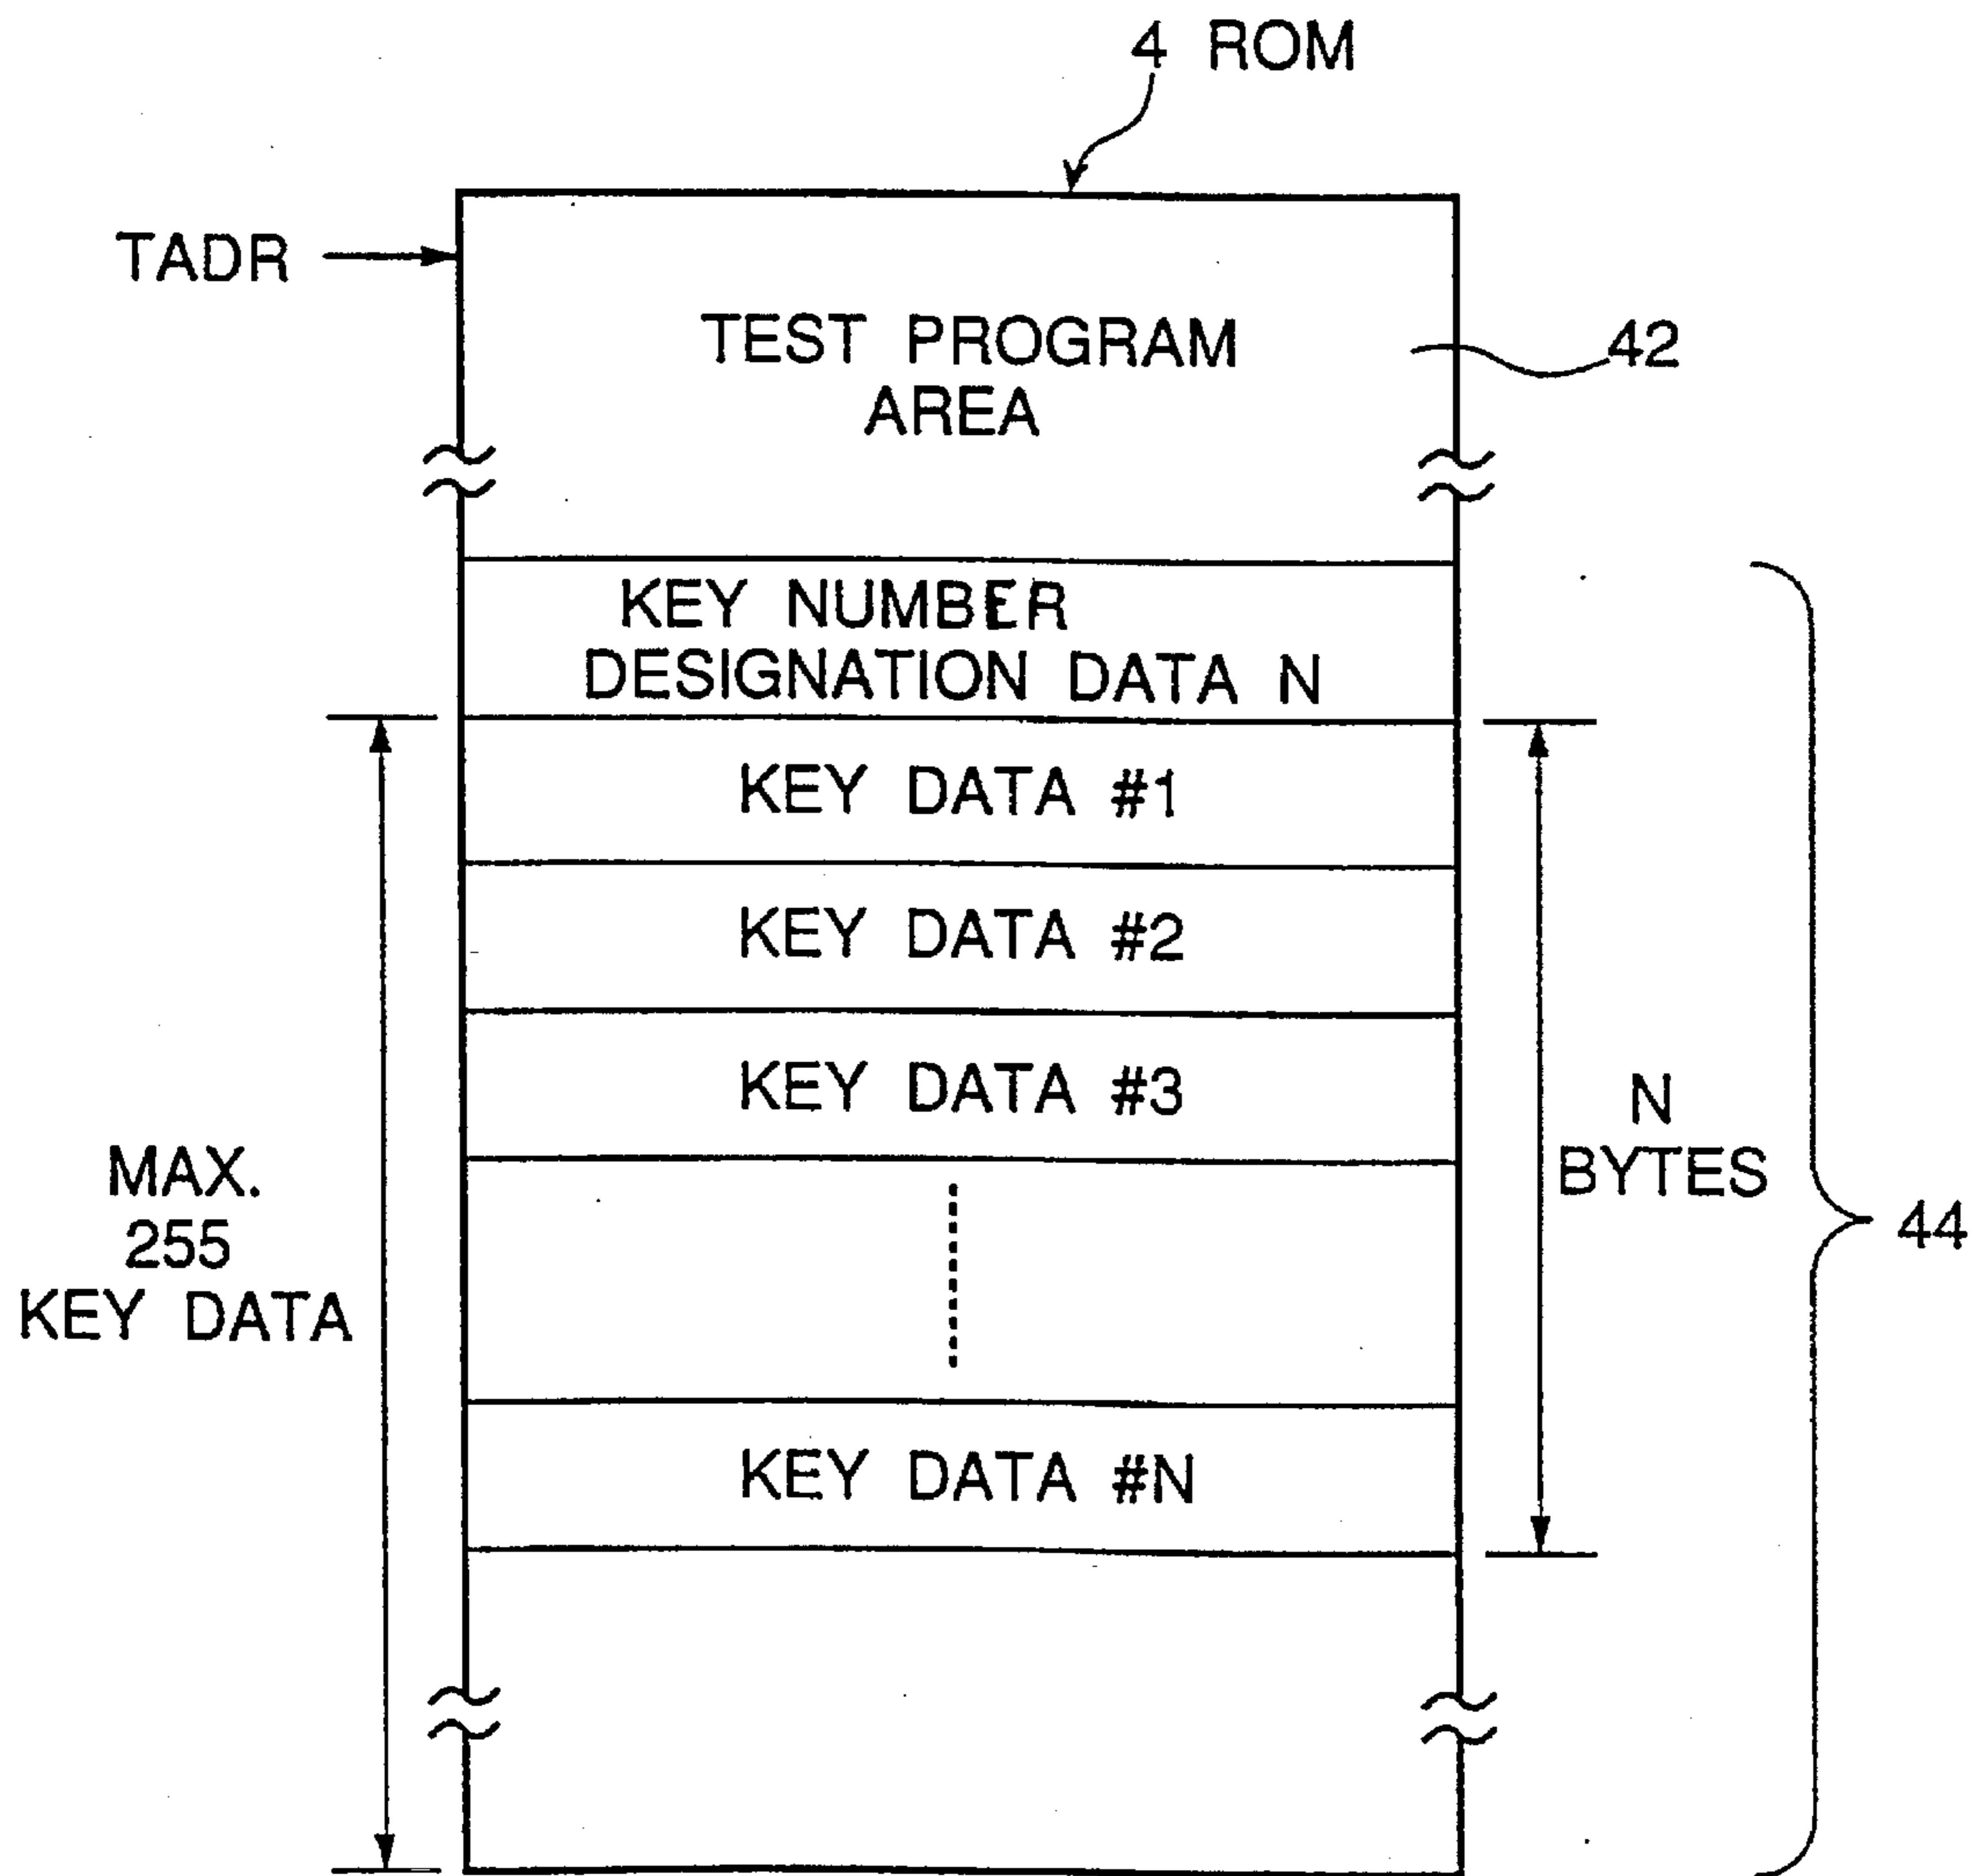 4 ROM
TADR
TEST PROGRAM
AREA
42
KEY NUMBER
DESIGNATION DATA N
KEY DATA #1
KEY DATA #2
KEY DATA #3
N
BYTES
MAX.
255
KEY DATA
44
KEY DATA #N